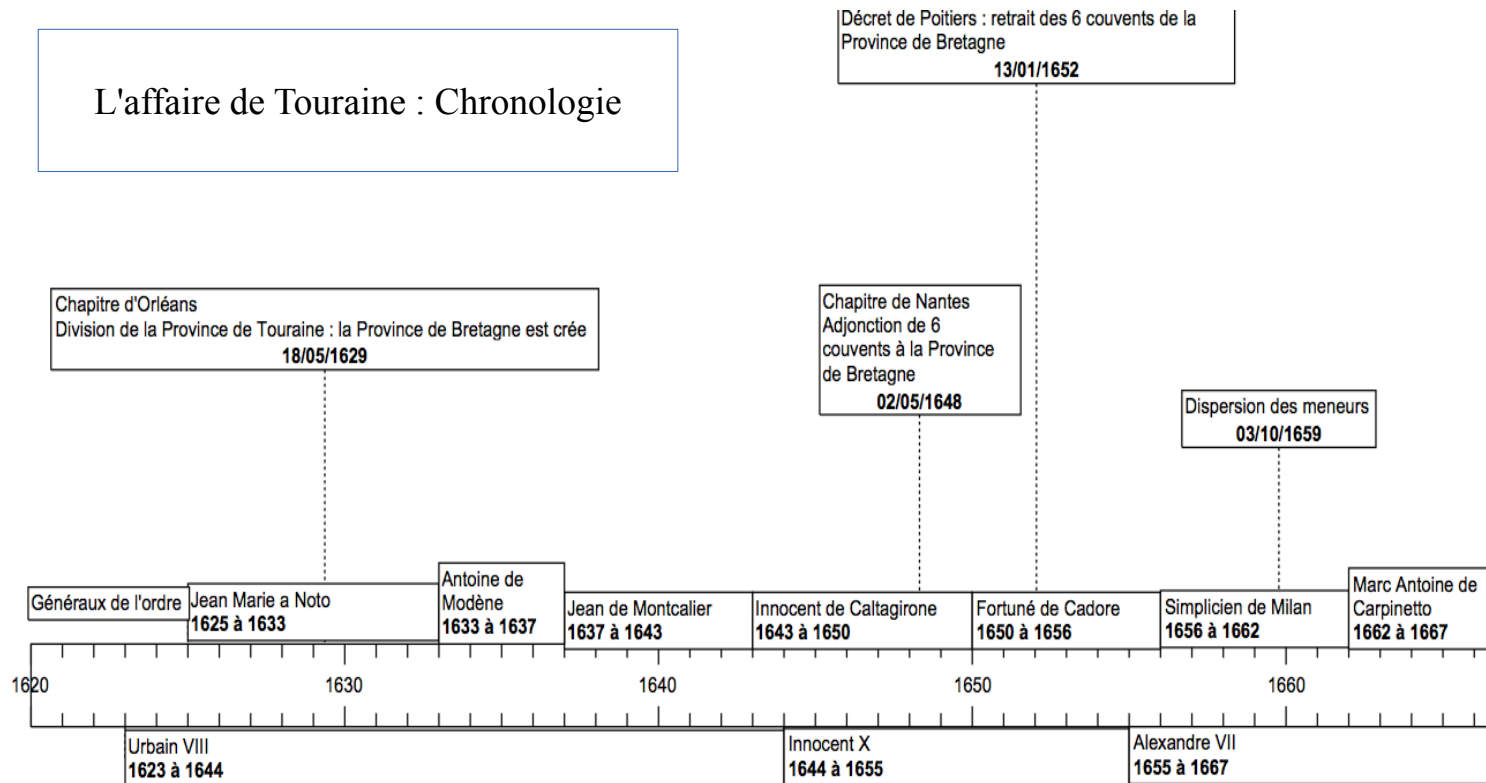 L'affaire de Touraine : Chronologie
Décret de Poitiers : retrait des 6 couvents de la
Province de Bretagne
13/01/1652
Chapitre d'Orléans
Division de la Province de Touraine : la Province de Bretagne est crée
18/05/1629
Chapitre de Nantes
Adjonction de 6
couvents à la Province
de Bretagne
02/05/1648
Dispersion des meneurs
03/10/1659
Généraux de l'ordre
Jean Marie a Noto
1625 à 1633
Antoine de
Modène
1633 à 1637
Jean de Montcalier
1637 à 1643
Innocent de Caltagirone
1643 à 1650
Fortuné de Cadore
1650 à 1656
Simplicien de Milan
1656 à 1662
Marc Antoine de
Carpinetto
1662 à 1667
1620
1630
1640
1650
1660
Urbain VIII
1623 à 1644
Innocent X
1644 à 1655
Alexandre VII
1655 à 1667